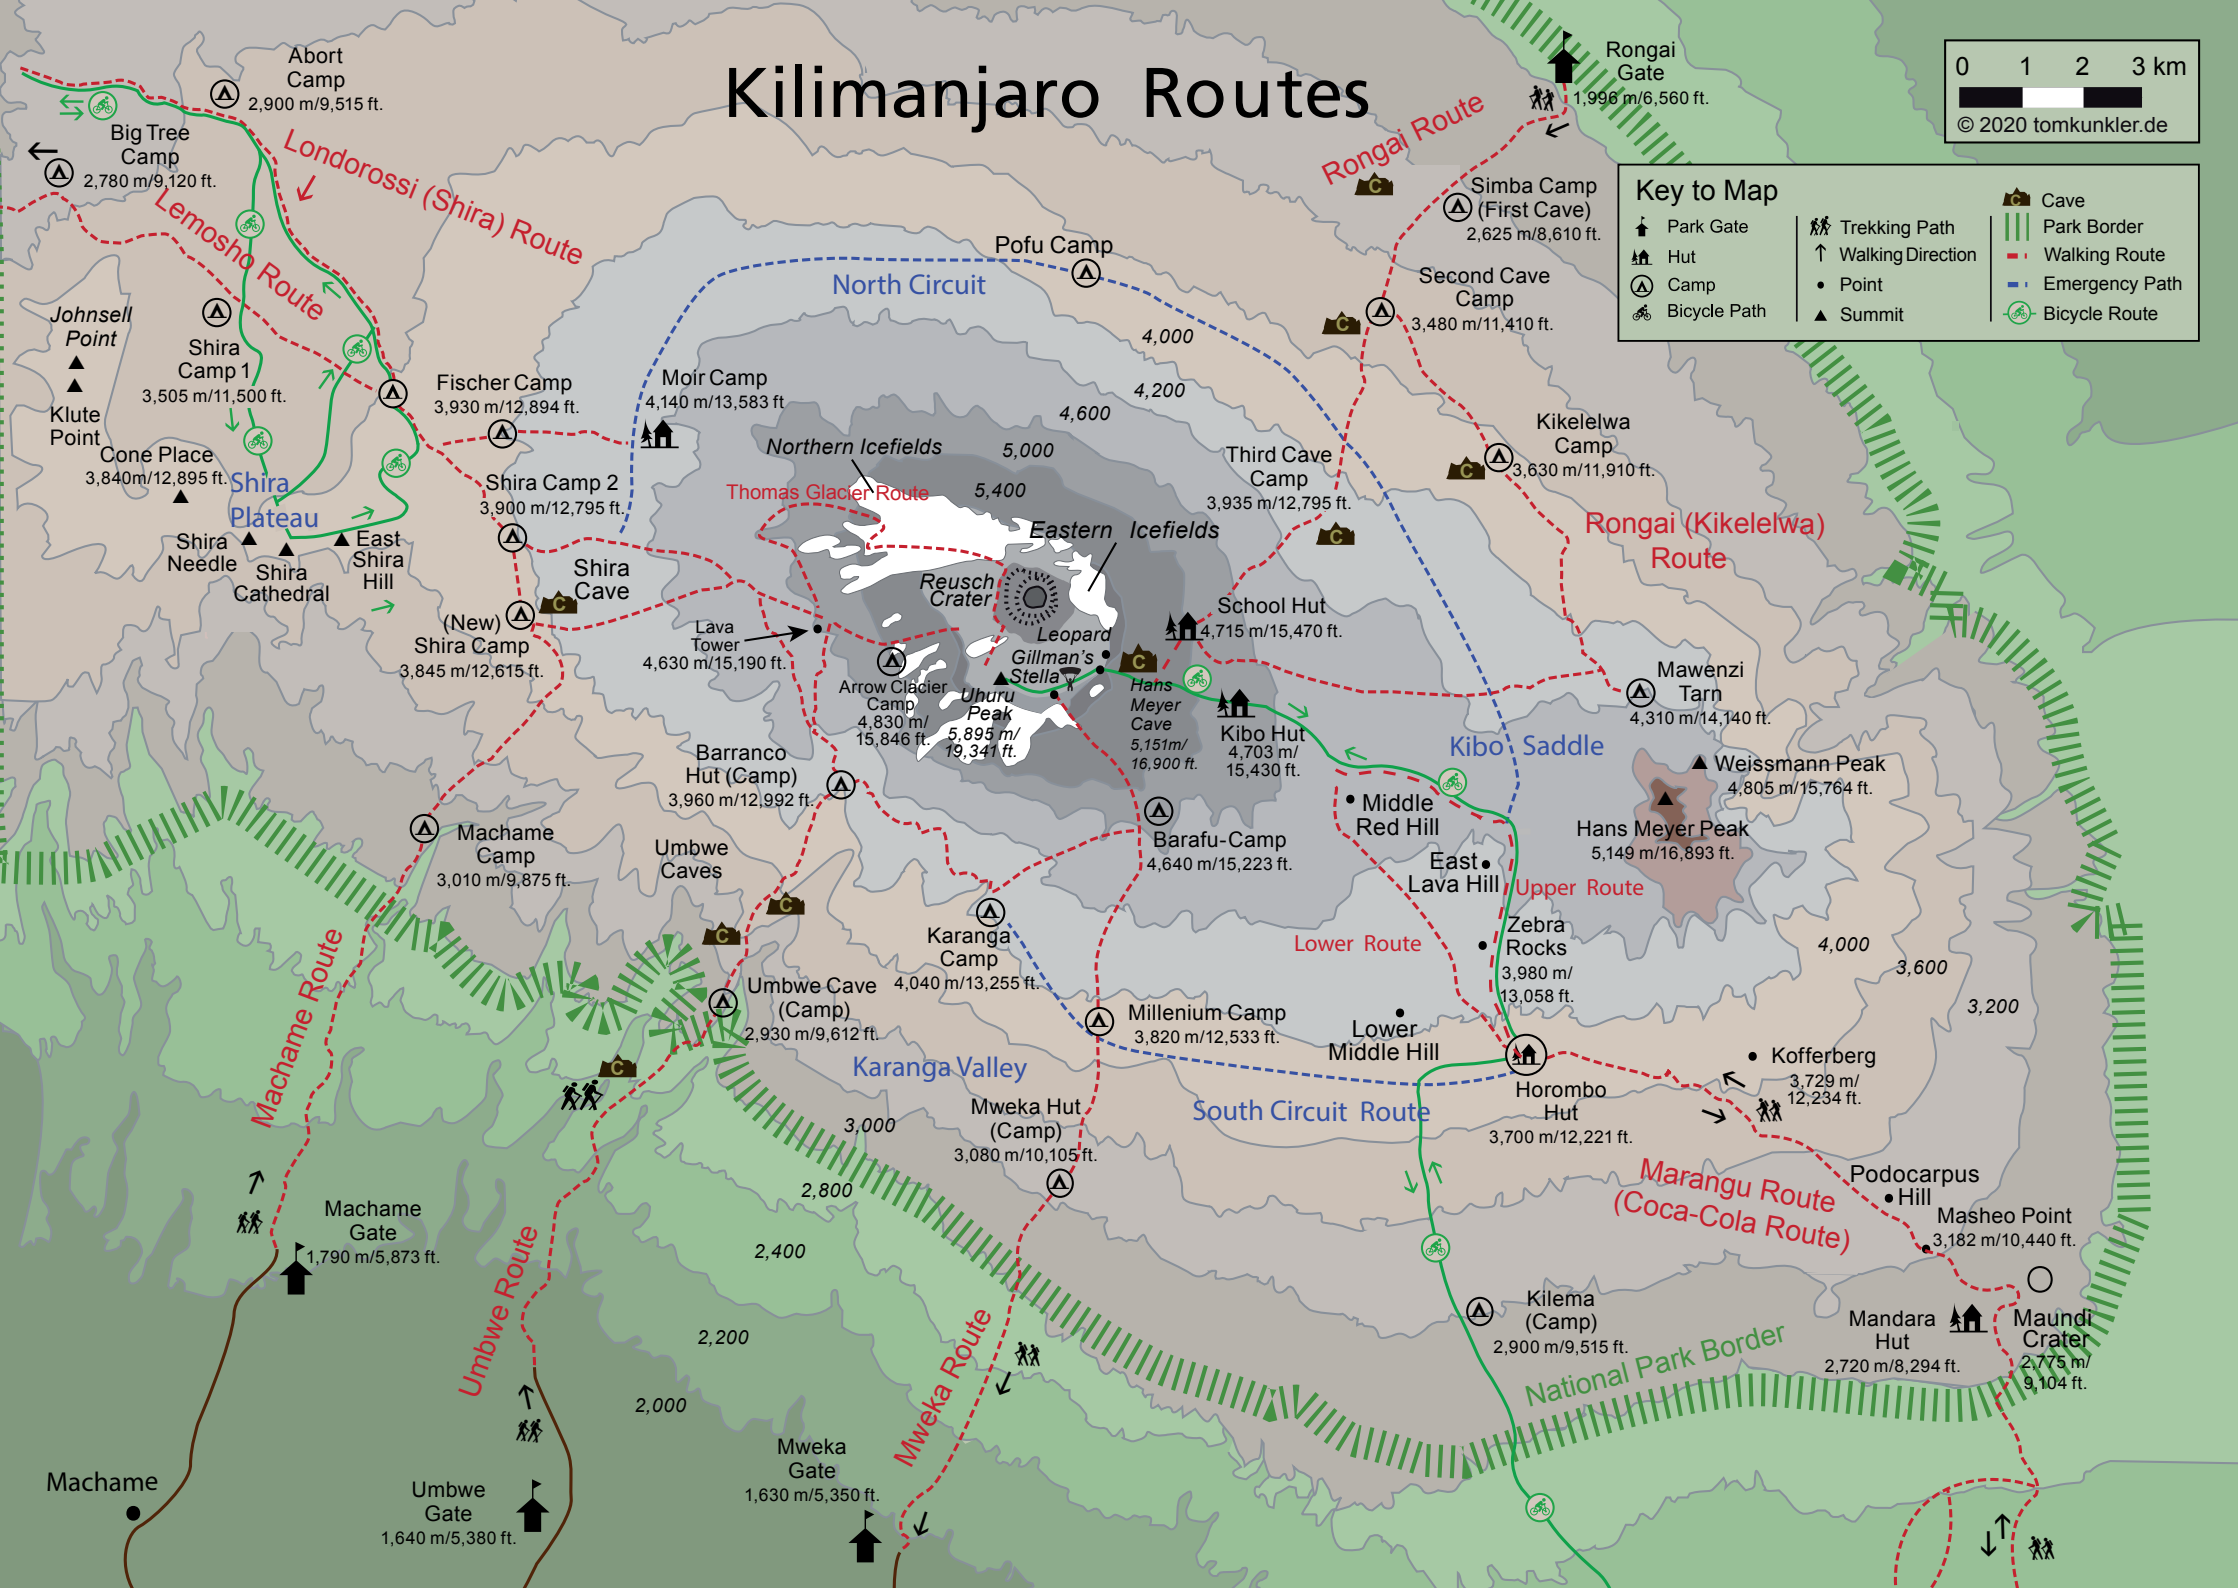 Kilimanjaro Routes
0 1 2 3 km
© 2020 tomkunkler.de
Key to Map
Park Gate
Hut
Camp
Bicycle Path
Trekking Path
Walking Direction
Point
Summit
C
Cave
Park Border
Walking Route
Emergency Path
Bicycle Route
Abort
Camp
2,900 m/9,515 ft.
Big Tree
Camp
2,780 m/9,120 ft.
Londorossi (Shira) Route
Lemosho Route
Johnsell
Point
Klute
Point
Shira
Camp 1
3,505 m/11,500 ft.
Cone Place
3,840m/12,895 ft.
Shira
Plateau
Shira
Needle
Shira
Cathedral
East
Shira
Hill
Fischer Camp
3,930 m/12,894 ft.
Moir Camp
4,140 m/13,583 ft
Shira Camp 2
3,900 m/12,795 ft.
C
Shira
Cave
(New)
Shira Camp
3,845 m/12,615 ft.
North Circuit
Pofu Camp
4,000
4,200
4,600
5,000
5,400
Northern Icefields
Thomas Glacier Route
Eastern Icefields
Reusch
Crater
Leopard
Gillman's
Stella
Uhuru
Peak
5,895 m/
19,341 ft.
Lava
Tower
4,630 m/15,190 ft.
Arrow Glacier
Camp
4,830 m/
15,846 ft.
C
Hans
Meyer
Cave
5,151m/
16,900 ft.
School Hut
4,715 m/15,470 ft.
Kibo Hut
4,703 m/
15,430 ft.
Rongai
Gate
1,996 m/6,560 ft.
Rongai Route
C
Simba Camp
(First Cave)
2,625 m/8,610 ft.
Second Cave
Camp
3,480 m/11,410 ft.
C
Kikelelwa
Camp
3,630 m/11,910 ft.
C
Third Cave
Camp
3,935 m/12,795 ft.
C
Rongai (Kikelelwa)
Route
Mawenzi
Tarn
4,310 m/14,140 ft.
Kibo Saddle
Weissmann Peak
4,805 m/15,764 ft.
Hans Meyer Peak
5,149 m/16,893 ft.
Middle
Red Hill
East
Lava Hill
Upper Route
Lower Route
Zebra
Rocks
3,980 m/
13,058 ft.
Lower
Middle Hill
4,000
3,600
3,200
Barranco
Hut (Camp)
3,960 m/12,992 ft.
Barafu-Camp
4,640 m/15,223 ft.
Machame
Camp
3,010 m/9,875 ft.
Umbwe
Caves
C
C
Karanga
Camp
4,040 m/13,255 ft.
Umbwe Cave
(Camp)
2,930 m/9,612 ft.
C
Millenium Camp
3,820 m/12,533 ft.
Karanga Valley
South Circuit Route
Horombo
Hut
3,700 m/12,221 ft.
Kofferberg
3,729 m/
12,234 ft.
Mweka Hut
(Camp)
3,080 m/10,105 ft.
3,000
2,800
2,400
2,200
2,000
Marangu Route
(Coca-Cola Route)
Podocarpus
Hill
Masheo Point
3,182 m/10,440 ft.
Mandara
Hut
2,720 m/8,294 ft.
Maundi
Crater
2,775 m/
9,104 ft.
Kilema
(Camp)
2,900 m/9,515 ft.
National Park Border
Machame Route
Machame
Gate
1,790 m/5,873 ft.
Umbwe Route
Mweka Route
Machame
Umbwe
Gate
1,640 m/5,380 ft.
Mweka
Gate
1,630 m/5,350 ft.